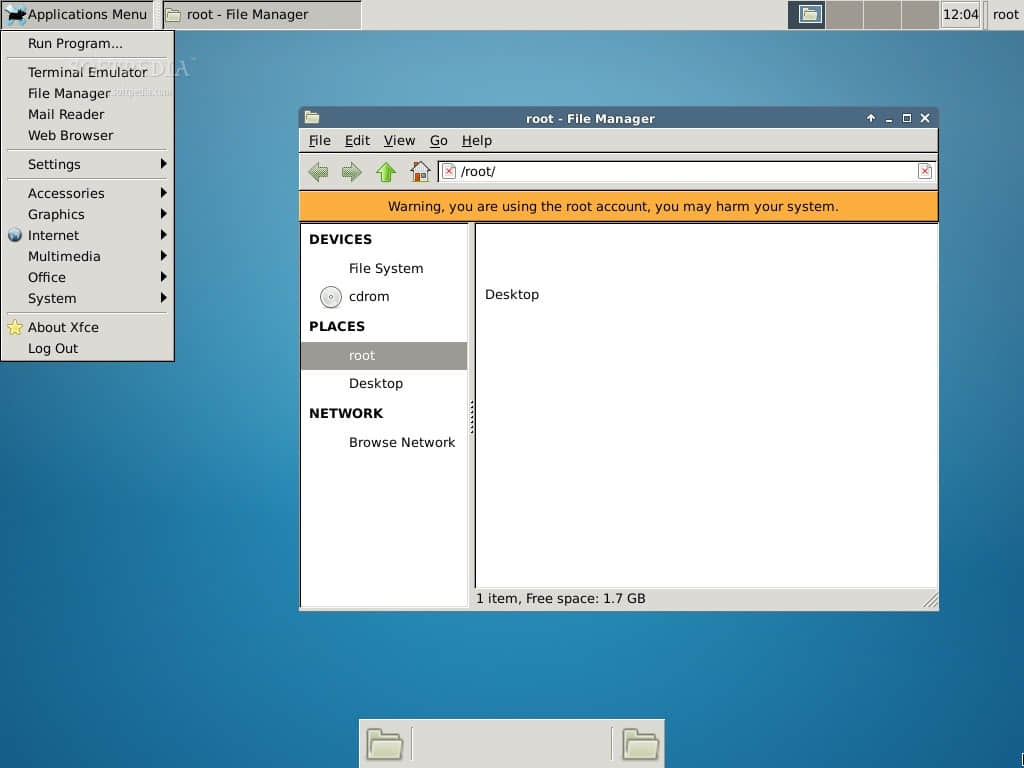 Applications Menu
root - File Manager
12:04
root
Run Program...
Terminal Emulator
File Manager
Mail Reader
Web Browser
Settings
Accessories
Graphics
Internet
Multimedia
Office
System
About Xfce
Log Out
SOFTPEDIA
softpedia.com
root - File Manager
File Edit View Go Help
/root/
Warning, you are using the root account, you may harm your system.
DEVICES
File System
cdrom
PLACES
root
Desktop
NETWORK
Browse Network
Desktop
1 item, Free space: 1.7 GB